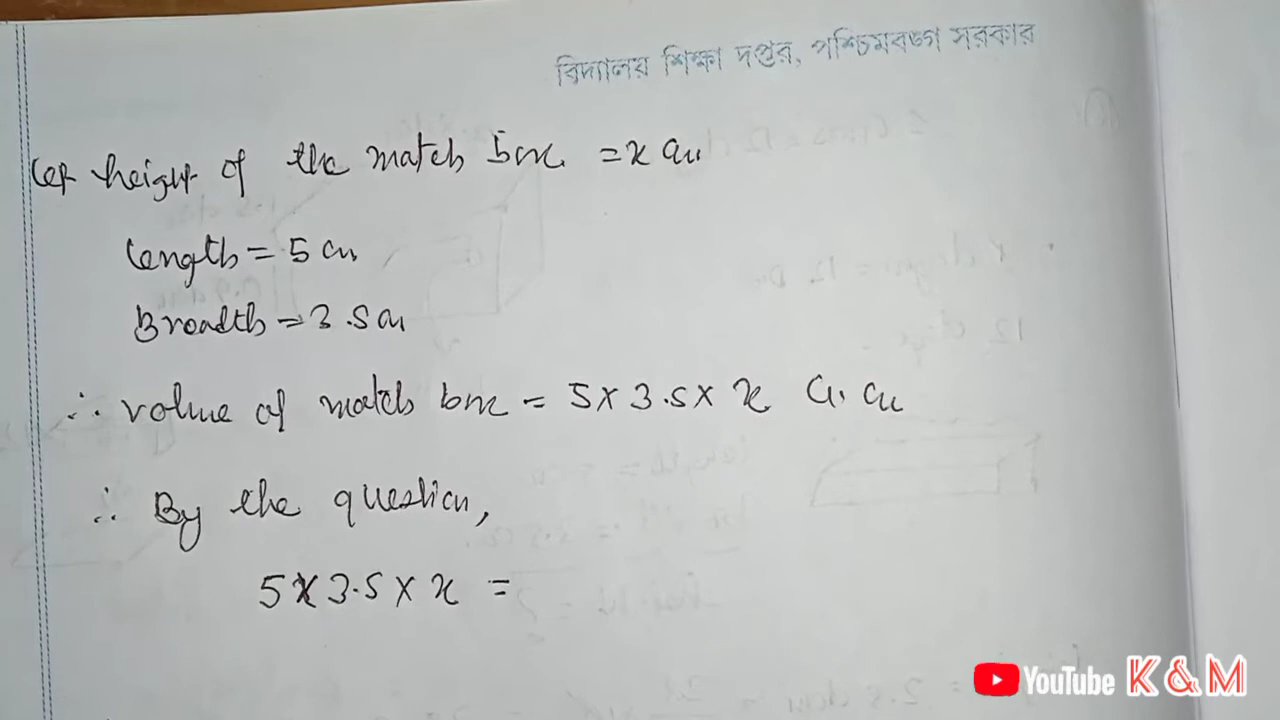 বিদ্যালয় শিক্ষা দপ্তর, পশ্চিমবঙ্গ সরকার
Let height of the match box = x cm
Length = 5 cm
Breadth = 3.5 cm
∴ volume of match box = 5 x 3.5 x x cu. cm
∴ By the question,
5 x 3.5 x x =
YouTube K & M